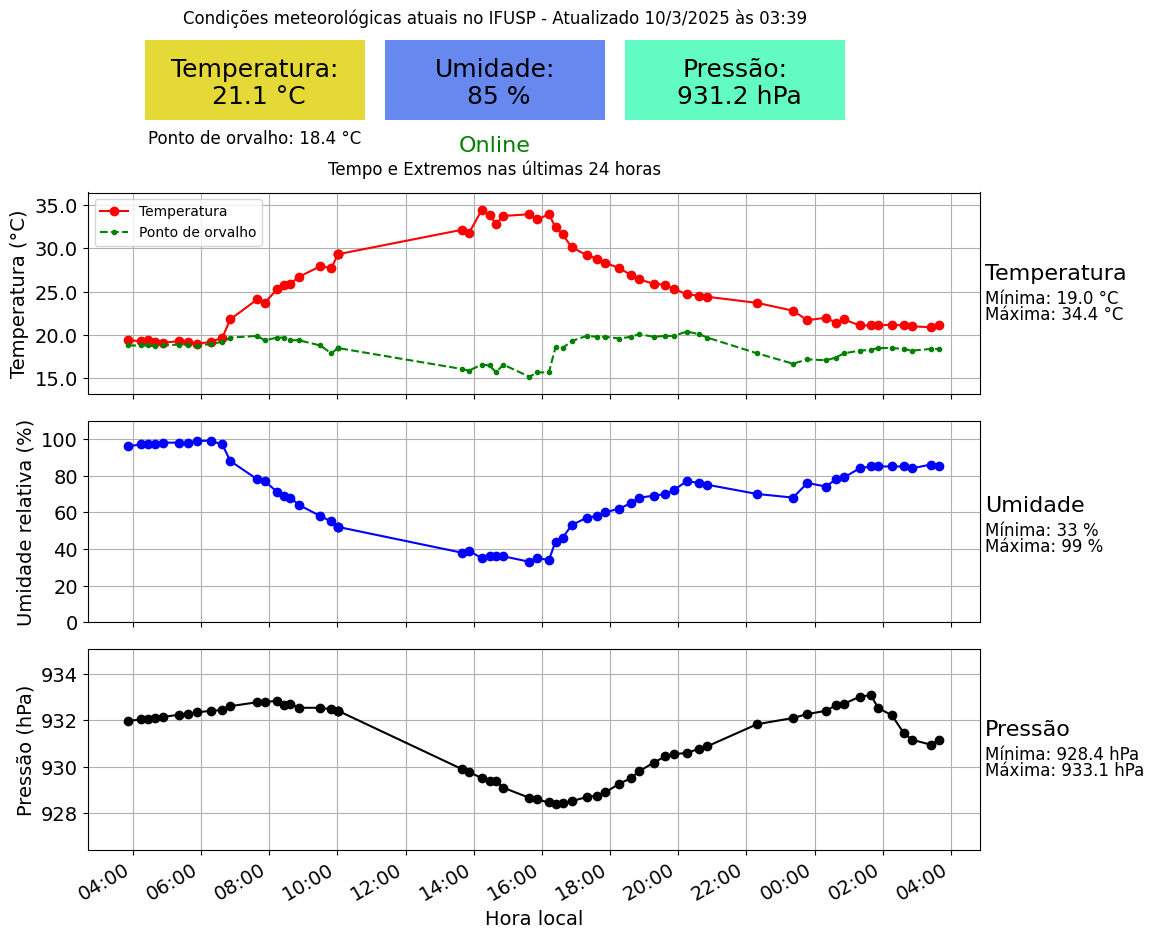 Condições meteorológicas atuais no IFUSP - Atualizado 10/3/2025 às 03:39
Temperatura:
21.1 °C
Umidade:
85 %
Pressão:
931.2 hPa
Ponto de orvalho: 18.4 °C
Online
Tempo e Extremos nas últimas 24 horas
Temperatura (°C)
35.0
30.0
25.0
20.0
15.0
Temperatura
Ponto de orvalho
Temperatura
Mínima: 19.0 °C
Máxima: 34.4 °C
Umidade relativa (%)
100
80
60
40
20
0
Umidade
Mínima: 33 %
Máxima: 99 %
Pressão (hPa)
934
932
930
928
Pressão
Mínima: 928.4 hPa
Máxima: 933.1 hPa
04:00
06:00
08:00
10:00
12:00
14:00
16:00
18:00
20:00
22:00
00:00
02:00
04:00
Hora local